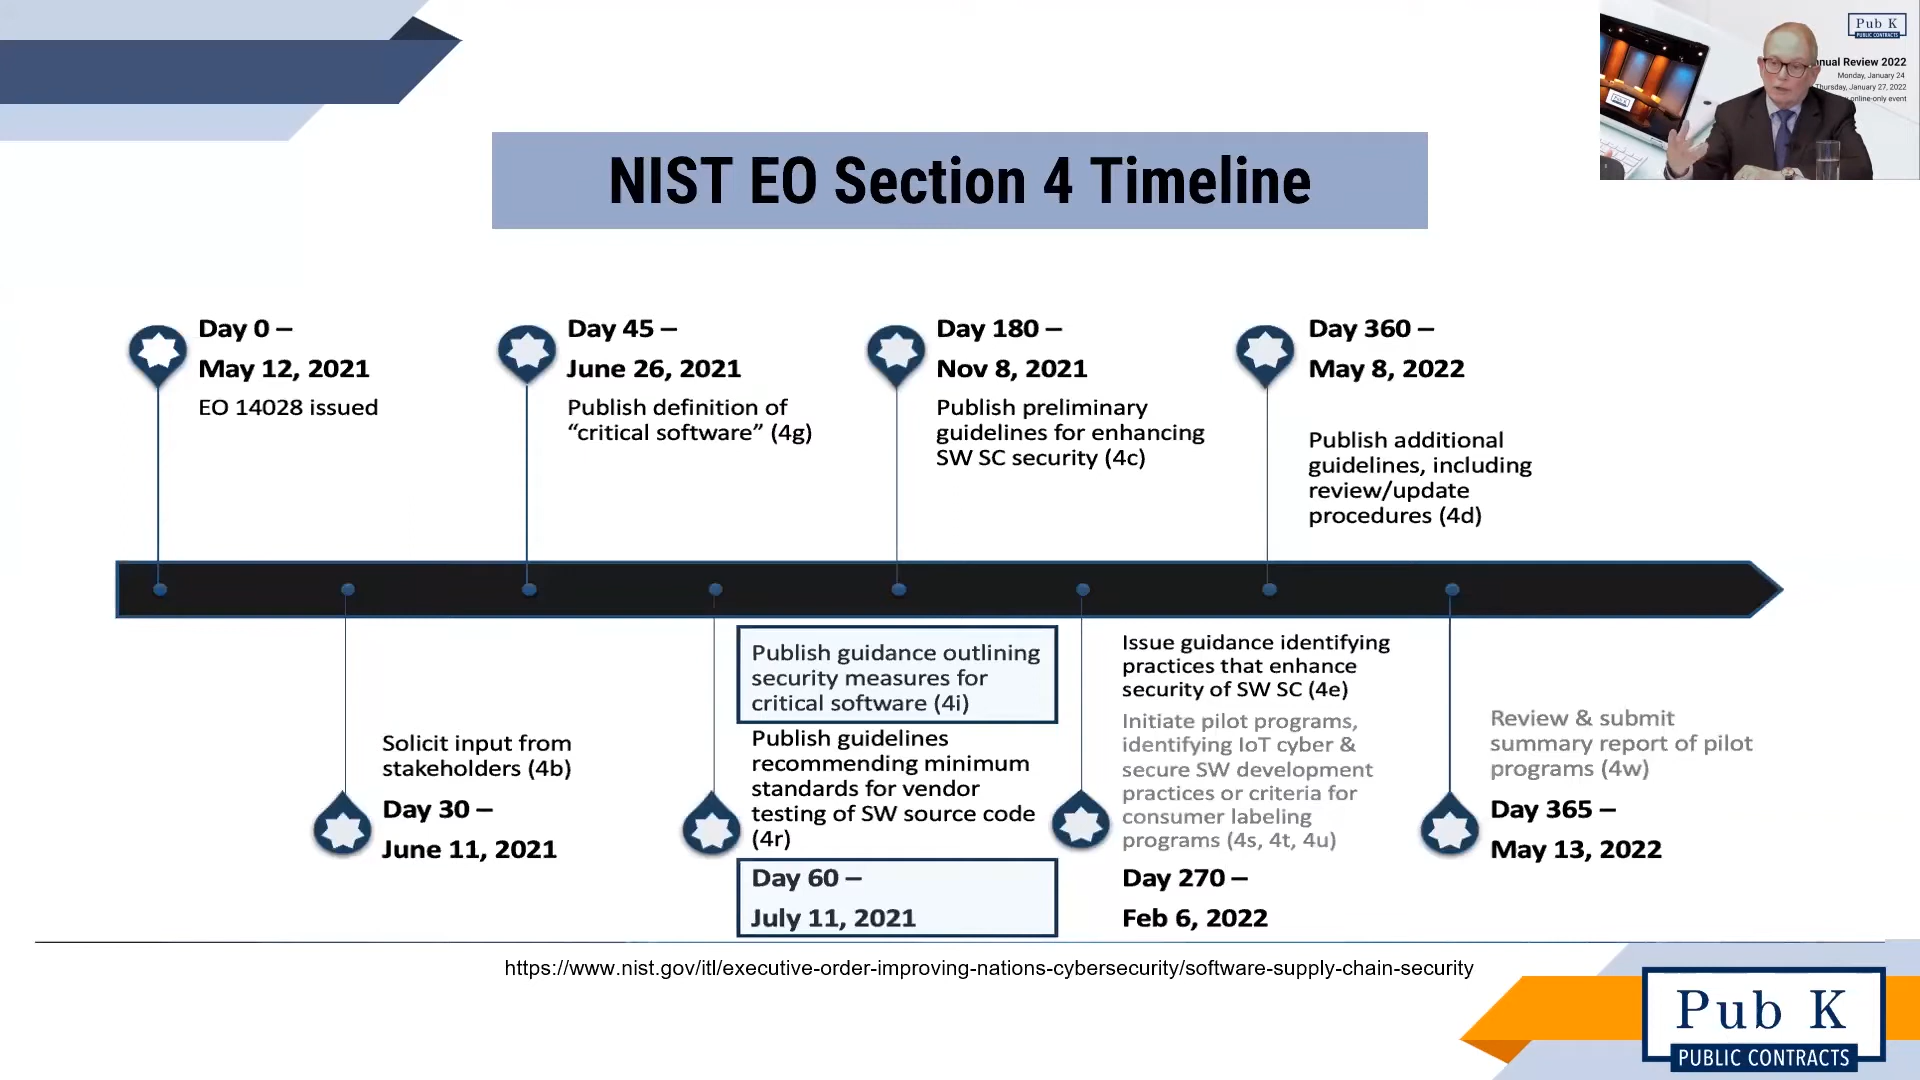 Pub K
PUBLIC CONTRACTS
nnual Review 2022
Monday, January 24
Thursday, January 27, 2022
online-only event
NIST EO Section 4 Timeline
Day 0 –
May 12, 2021
EO 14028 issued
Day 45 –
June 26, 2021
Publish definition of
“critical software” (4g)
Day 180 –
Nov 8, 2021
Publish preliminary
guidelines for enhancing
SW SC security (4c)
Day 360 –
May 8, 2022
Publish additional
guidelines, including
review/update
procedures (4d)
Solicit input from
stakeholders (4b)
Day 30 –
June 11, 2021
Publish guidance outlining
security measures for
critical software (4i)
Publish guidelines
recommending minimum
standards for vendor
testing of SW source code
(4r)
Day 60 –
July 11, 2021
Issue guidance identifying
practices that enhance
security of SW SC (4e)
Initiate pilot programs,
identifying IoT cyber &
secure SW development
practices or criteria for
consumer labeling
programs (4s, 4t, 4u)
Day 270 –
Feb 6, 2022
Review & submit
summary report of pilot
programs (4w)
Day 365 –
May 13, 2022
https://www.nist.gov/itl/executive-order-improving-nations-cybersecurity/software-supply-chain-security
Pub K
PUBLIC CONTRACTS